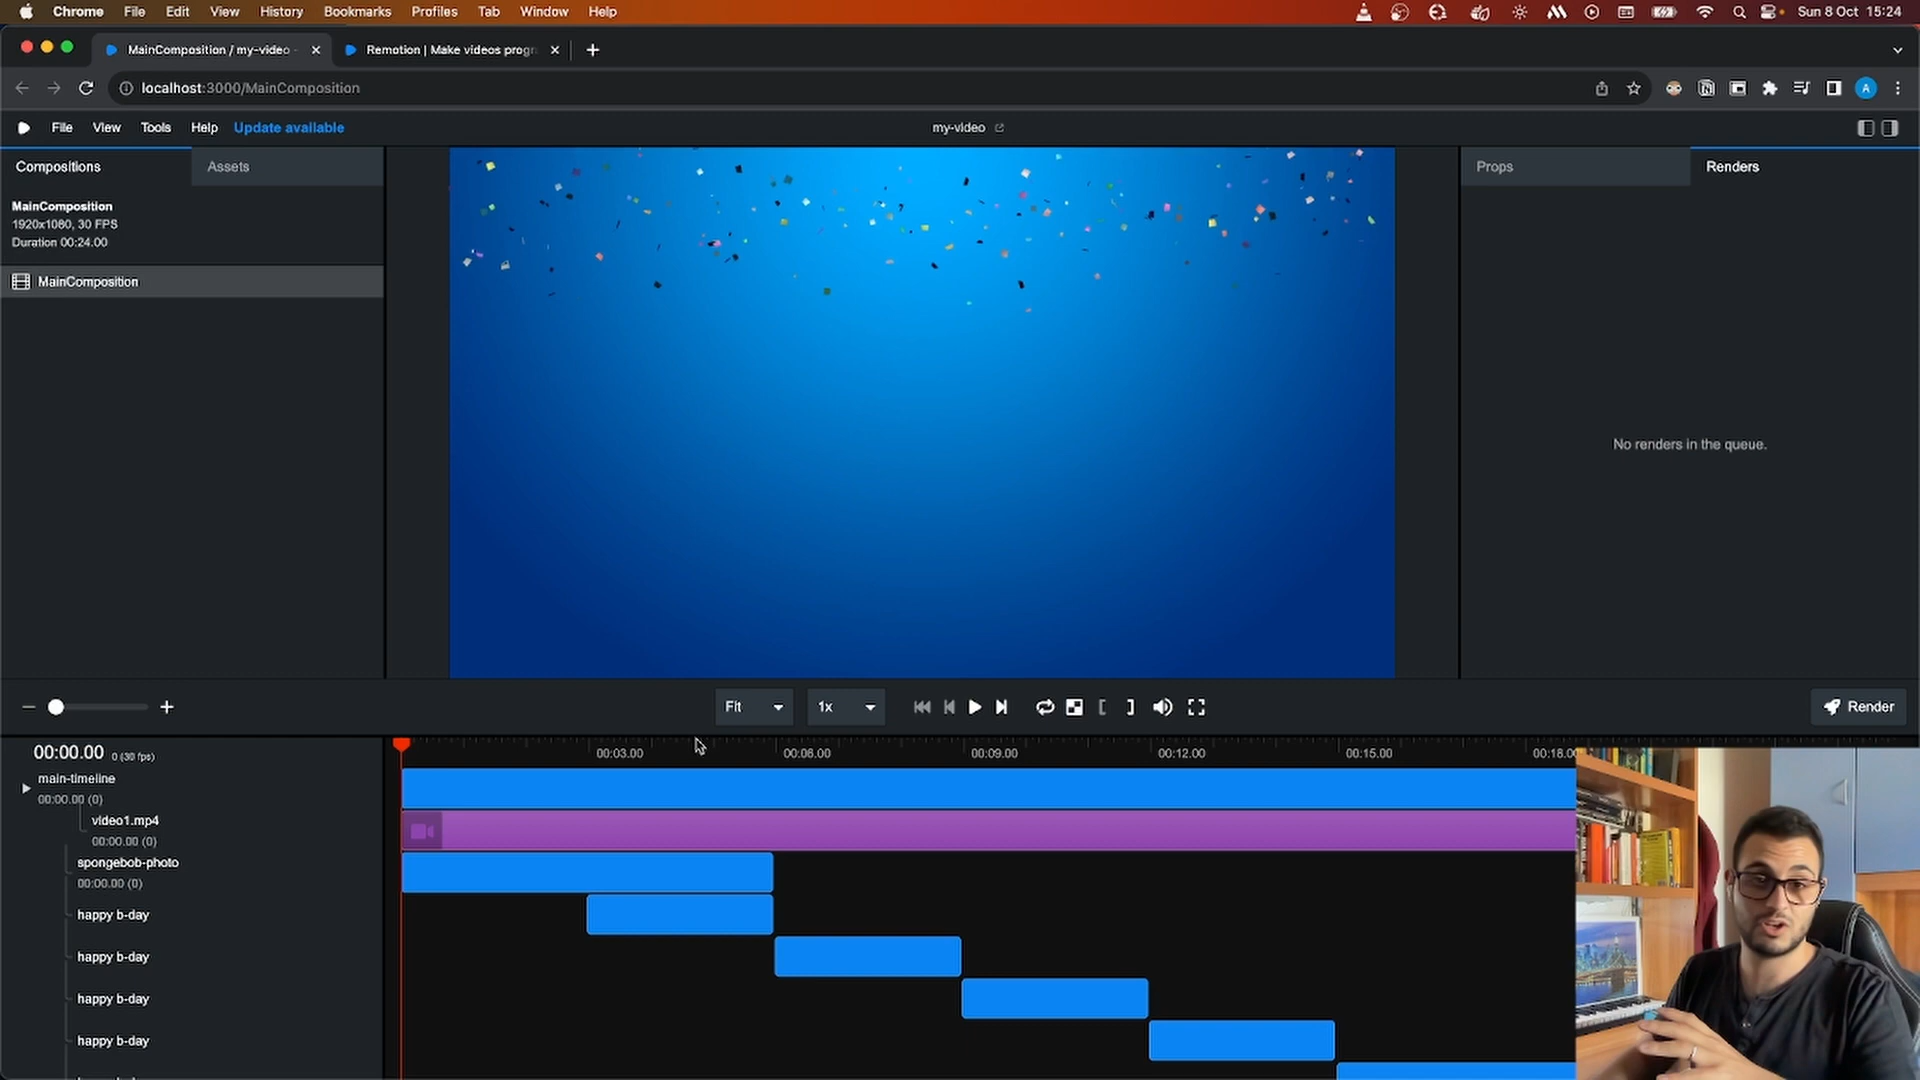 Chrome File Edit View History Bookmarks Profiles Tab Window Help Sun 8 Oct 15:24
MainComposition / my-video - Remotion | Make videos progr
localhost:3000/MainComposition A
File View Tools Help Update available my-video
Compositions Assets Props Renders
MainComposition
1920x1080, 30 FPS
Duration 00:24.00
MainComposition
No renders in the queue.
Fit 1x Render
00:00.00 0 (30 fps) 00:03.00 00:06.00 00:09.00 00:12.00 00:15.00 00:18.00
main-timeline
00:00.00 (0)
video1.mp4
00:00.00 (0)
spongebob-photo
00:00.00 (0)
happy b-day
happy b-day
happy b-day
happy b-day